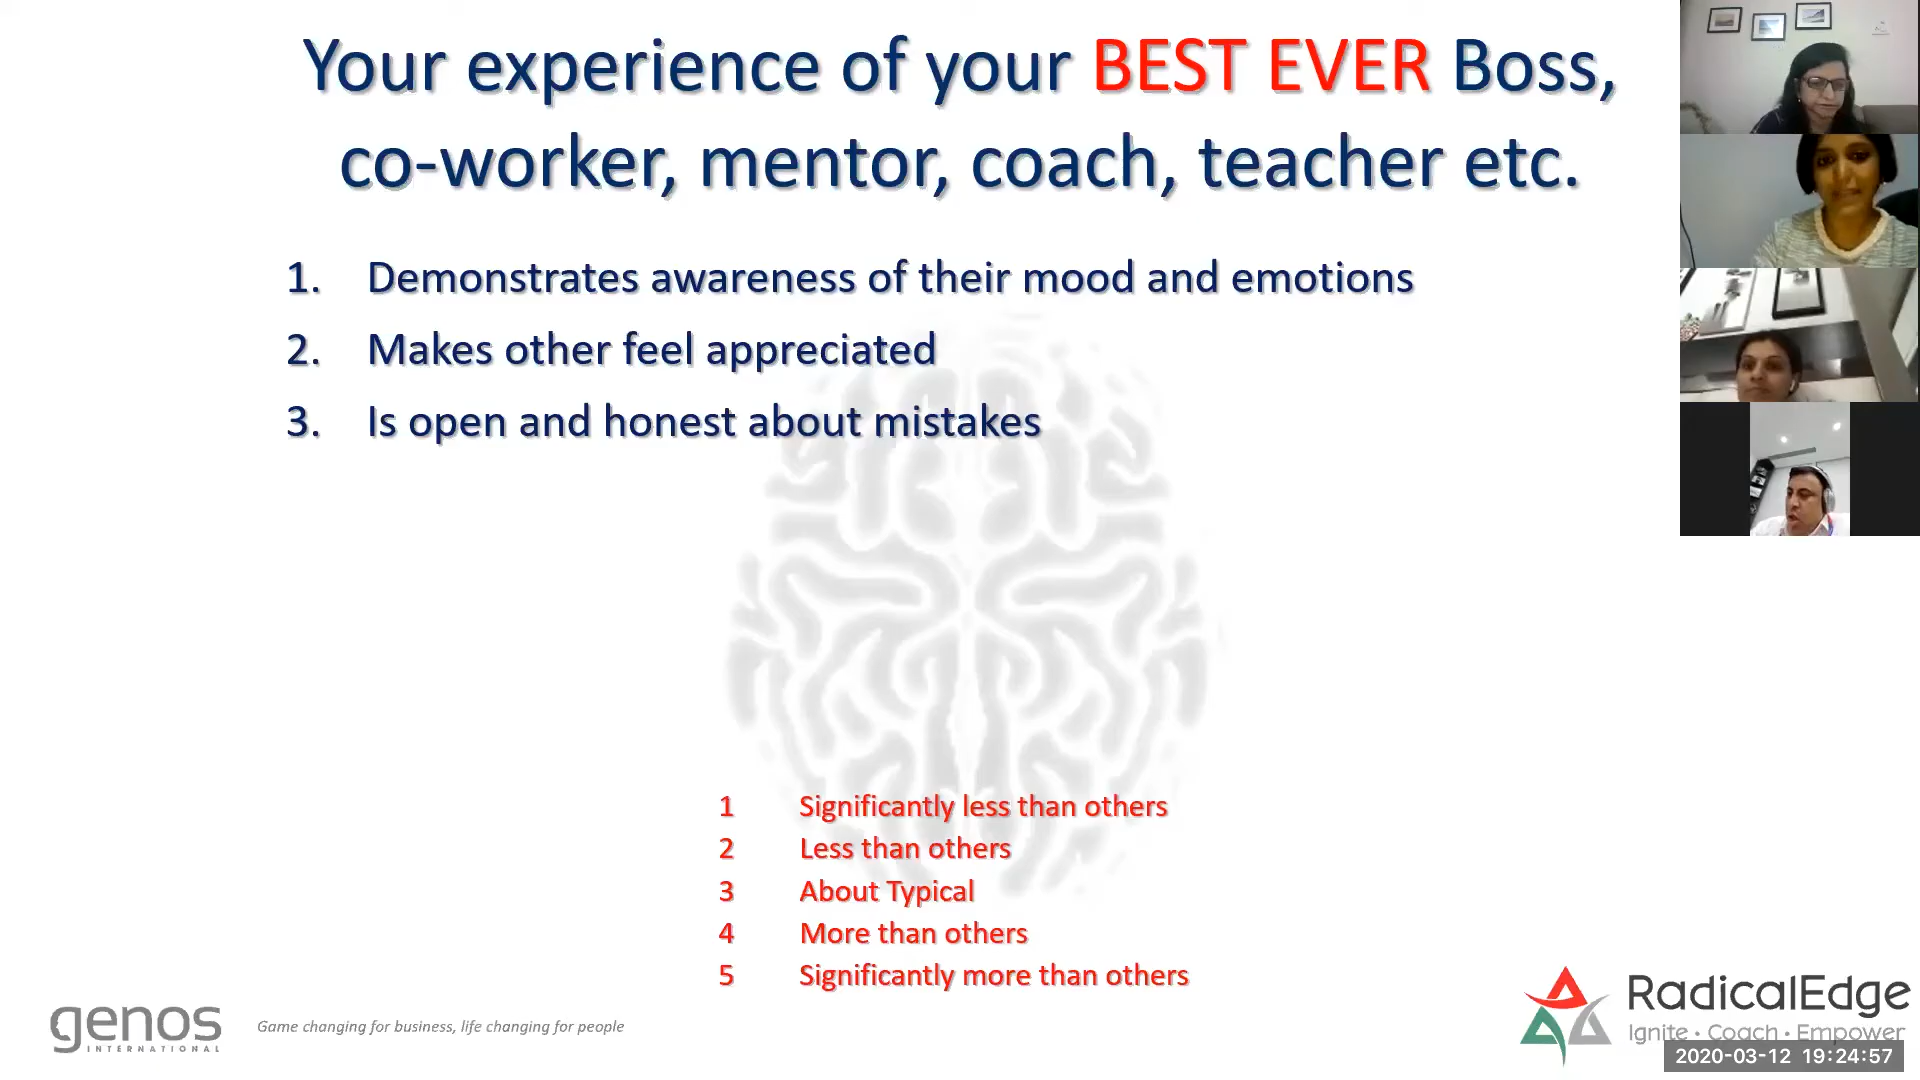 Your experience of your BEST EVER Boss,
co-worker, mentor, coach, teacher etc.
1. Demonstrates awareness of their mood and emotions
2. Makes other feel appreciated
3. Is open and honest about mistakes
1 Significantly less than others
2 Less than others
3 About Typical
4 More than others
5 Significantly more than others
genos
INTERNATIONAL
Game changing for business, life changing for people
RadicalEdge
Ignite • Coach • Empower
2020-03-12 19:24:57